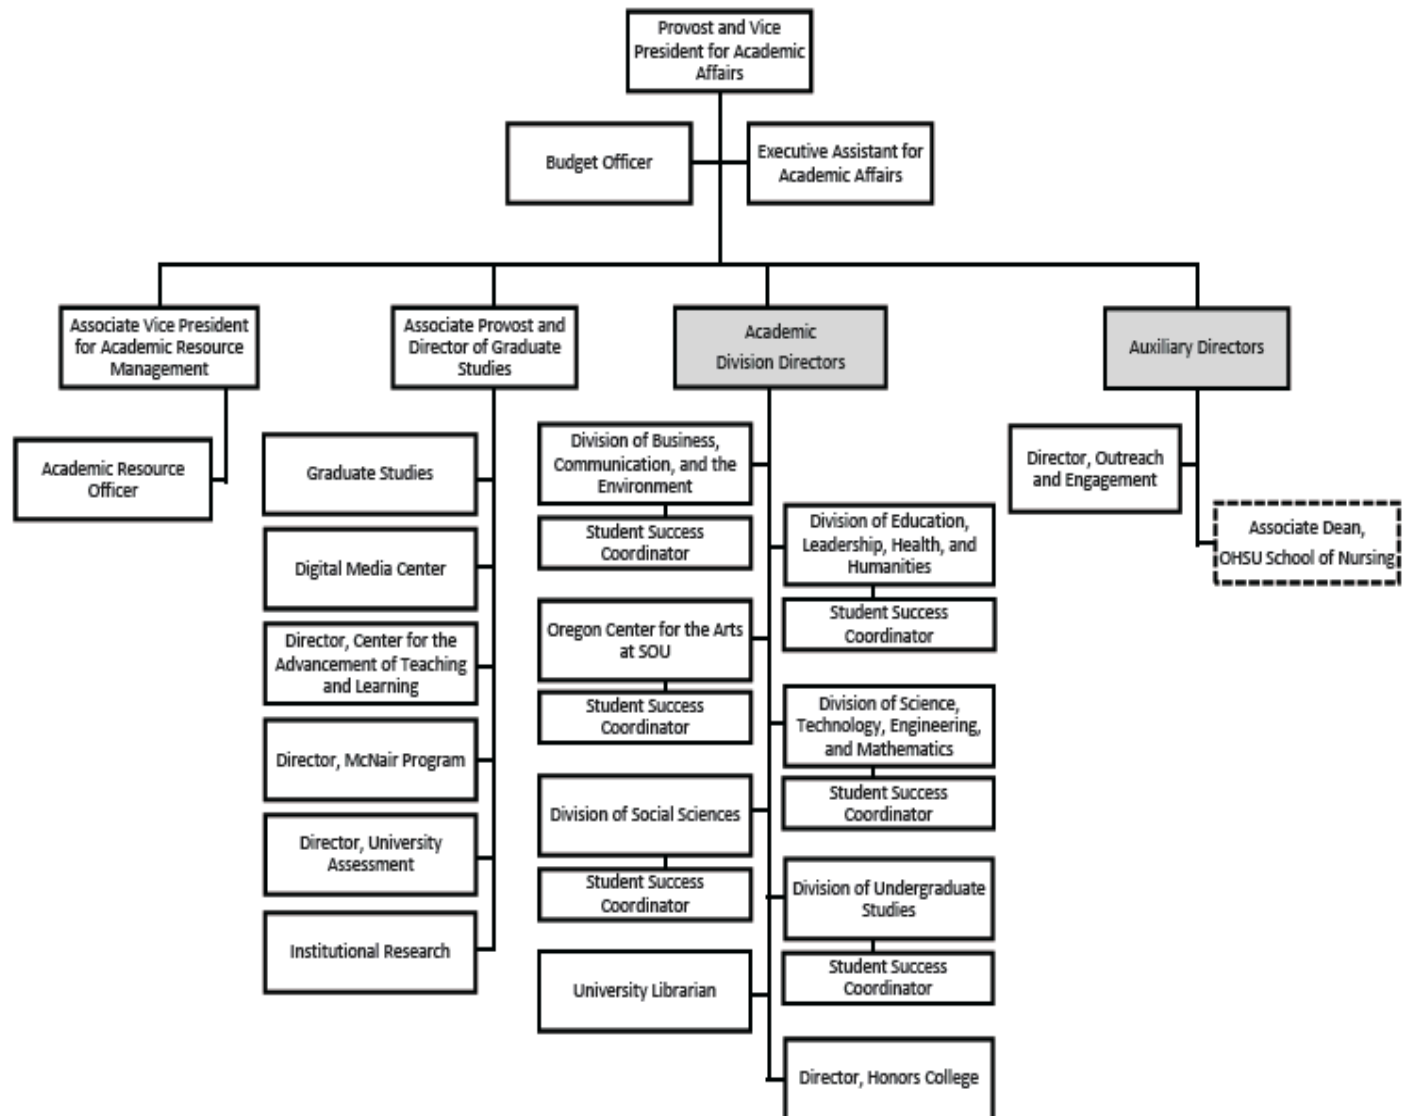 Provost and Vice
President for Academic
Affairs
Budget Officer
Executive Assistant for
Academic Affairs
Associate Vice President
for Academic Resource
Management
Associate Provost and
Director of Graduate
Studies
Academic
Division Directors
Auxiliary Directors
Academic Resource
Officer
Graduate Studies
Digital Media Center
Director, Center for the
Advancement of Teaching
and Learning
Director, McNair Program
Director, University
Assessment
Institutional Research
Division of Business,
Communication, and the
Environment
Student Success
Coordinator
Division of Education,
Leadership, Health, and
Humanities
Student Success
Coordinator
Oregon Center for the Arts
at SOU
Student Success
Coordinator
Division of Science,
Technology, Engineering,
and Mathematics
Student Success
Coordinator
Division of Social Sciences
Student Success
Coordinator
Division of Undergraduate
Studies
Student Success
Coordinator
University Librarian
Director, Honors College
Director, Outreach
and Engagement
Associate Dean,
OHSU School of Nursing